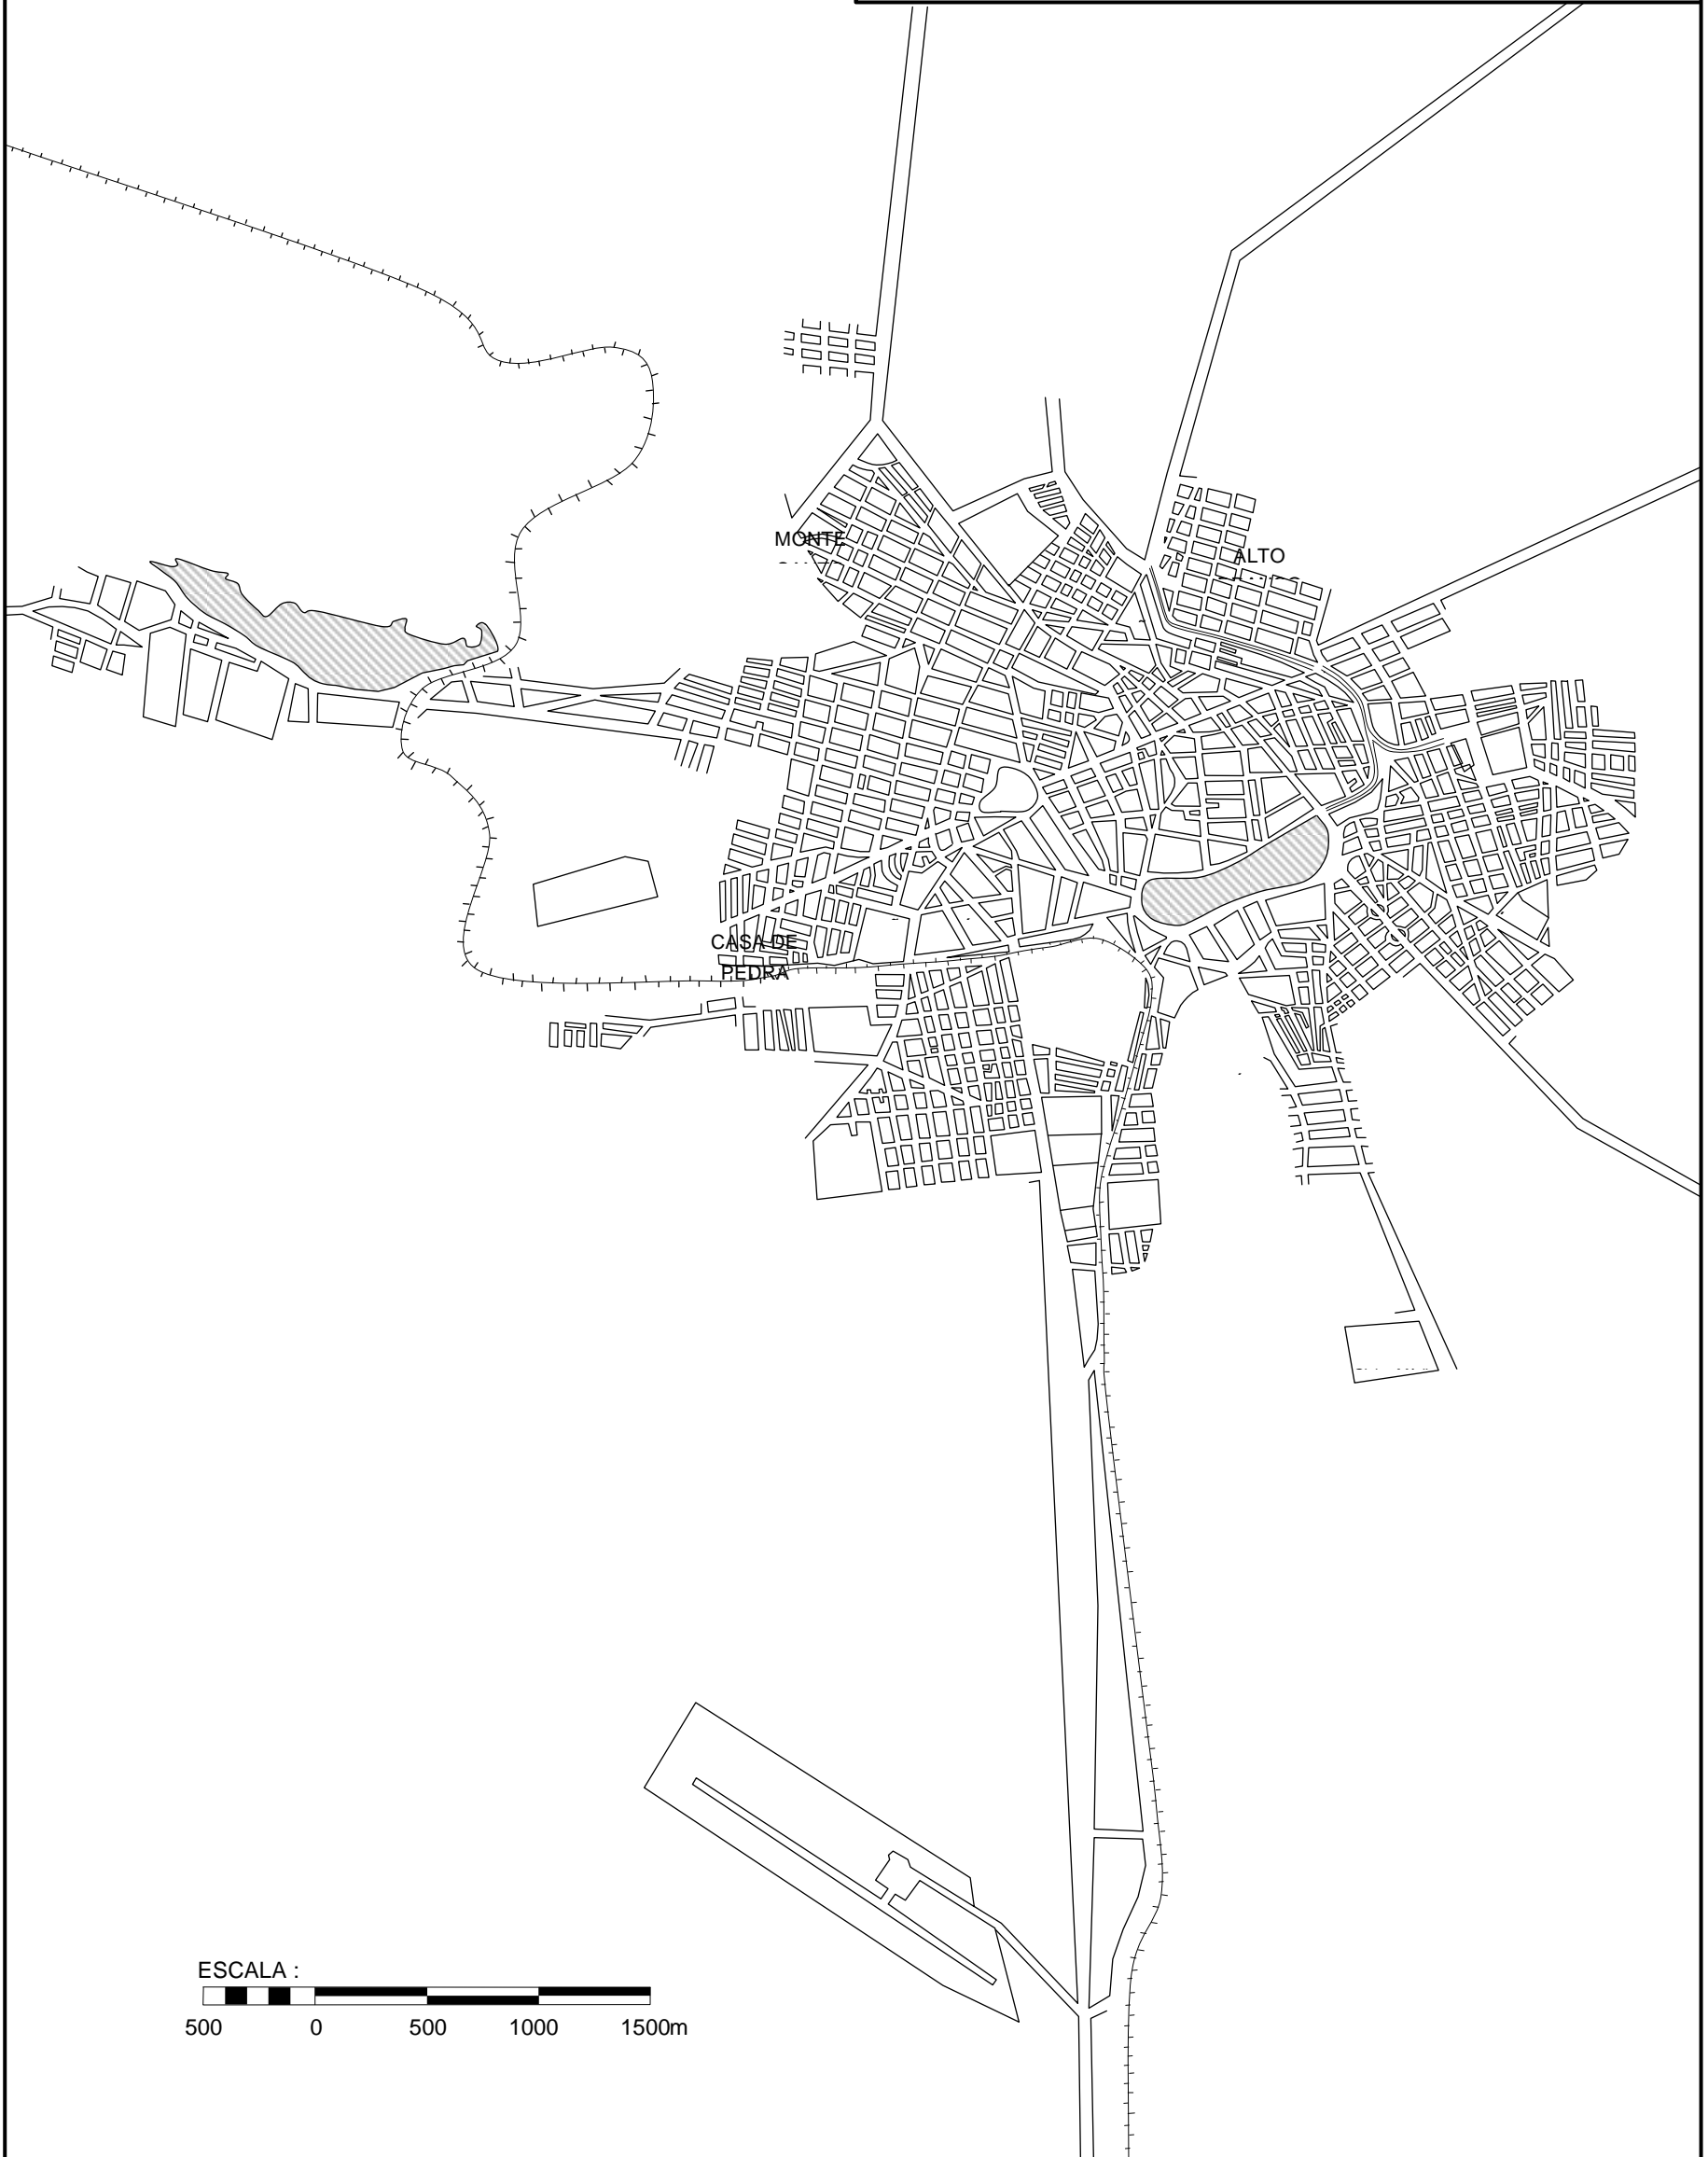 MONTE
ALTO
CASA DE
PEDRA
ESCALA :
500 0 500 1000 1500m